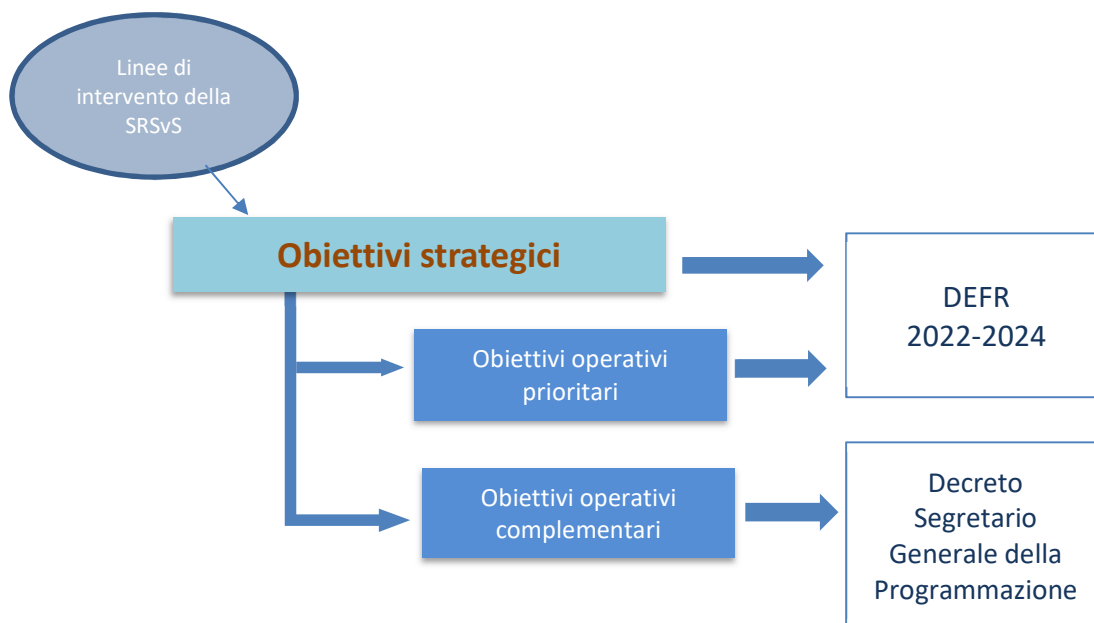 Linee di
intervento della
SRSvS
Obiettivi strategici
DEFR
2022-2024
Obiettivi operativi
prioritari
Obiettivi operativi
complementari
Decreto
Segretario
Generale della
Programmazione